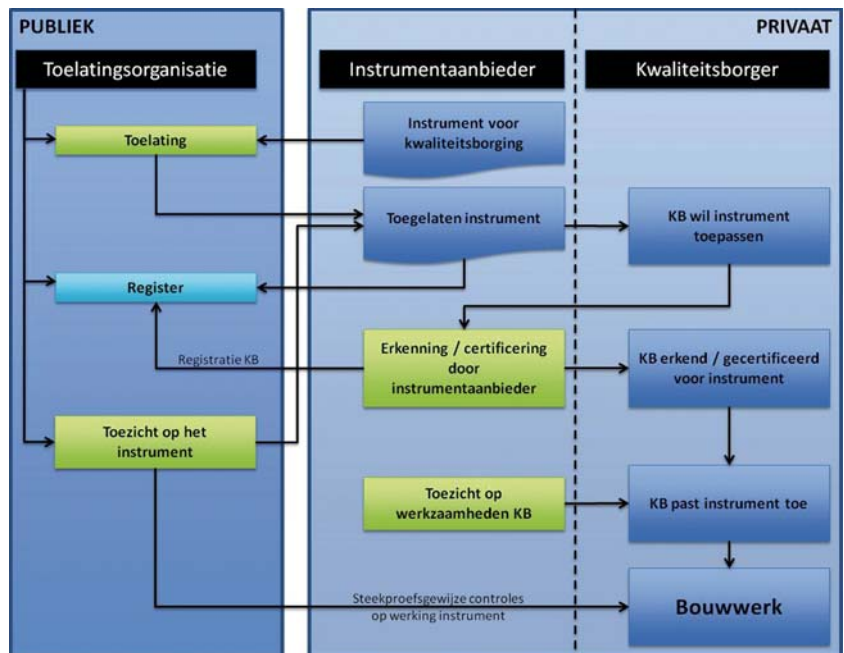 PUBLIEK
PRIVAAT
Toelatingsorganisatie
Instrumentaanbieder
Kwaliteitsborger
Instrument voor
kwaliteitsborging
Toelating
Toegelaten instrument
KB wil instrument
toepassen
Register
Registratie KB
Erkenning / certificering
door
instrumentaanbieder
KB erkend / gecertificeerd
voor instrument
Toezicht op het
instrument
Toezicht op
werkzaamheden KB
KB past instrument toe
Steekproefsgewijze controles
op werking instrument
Bouwwerk